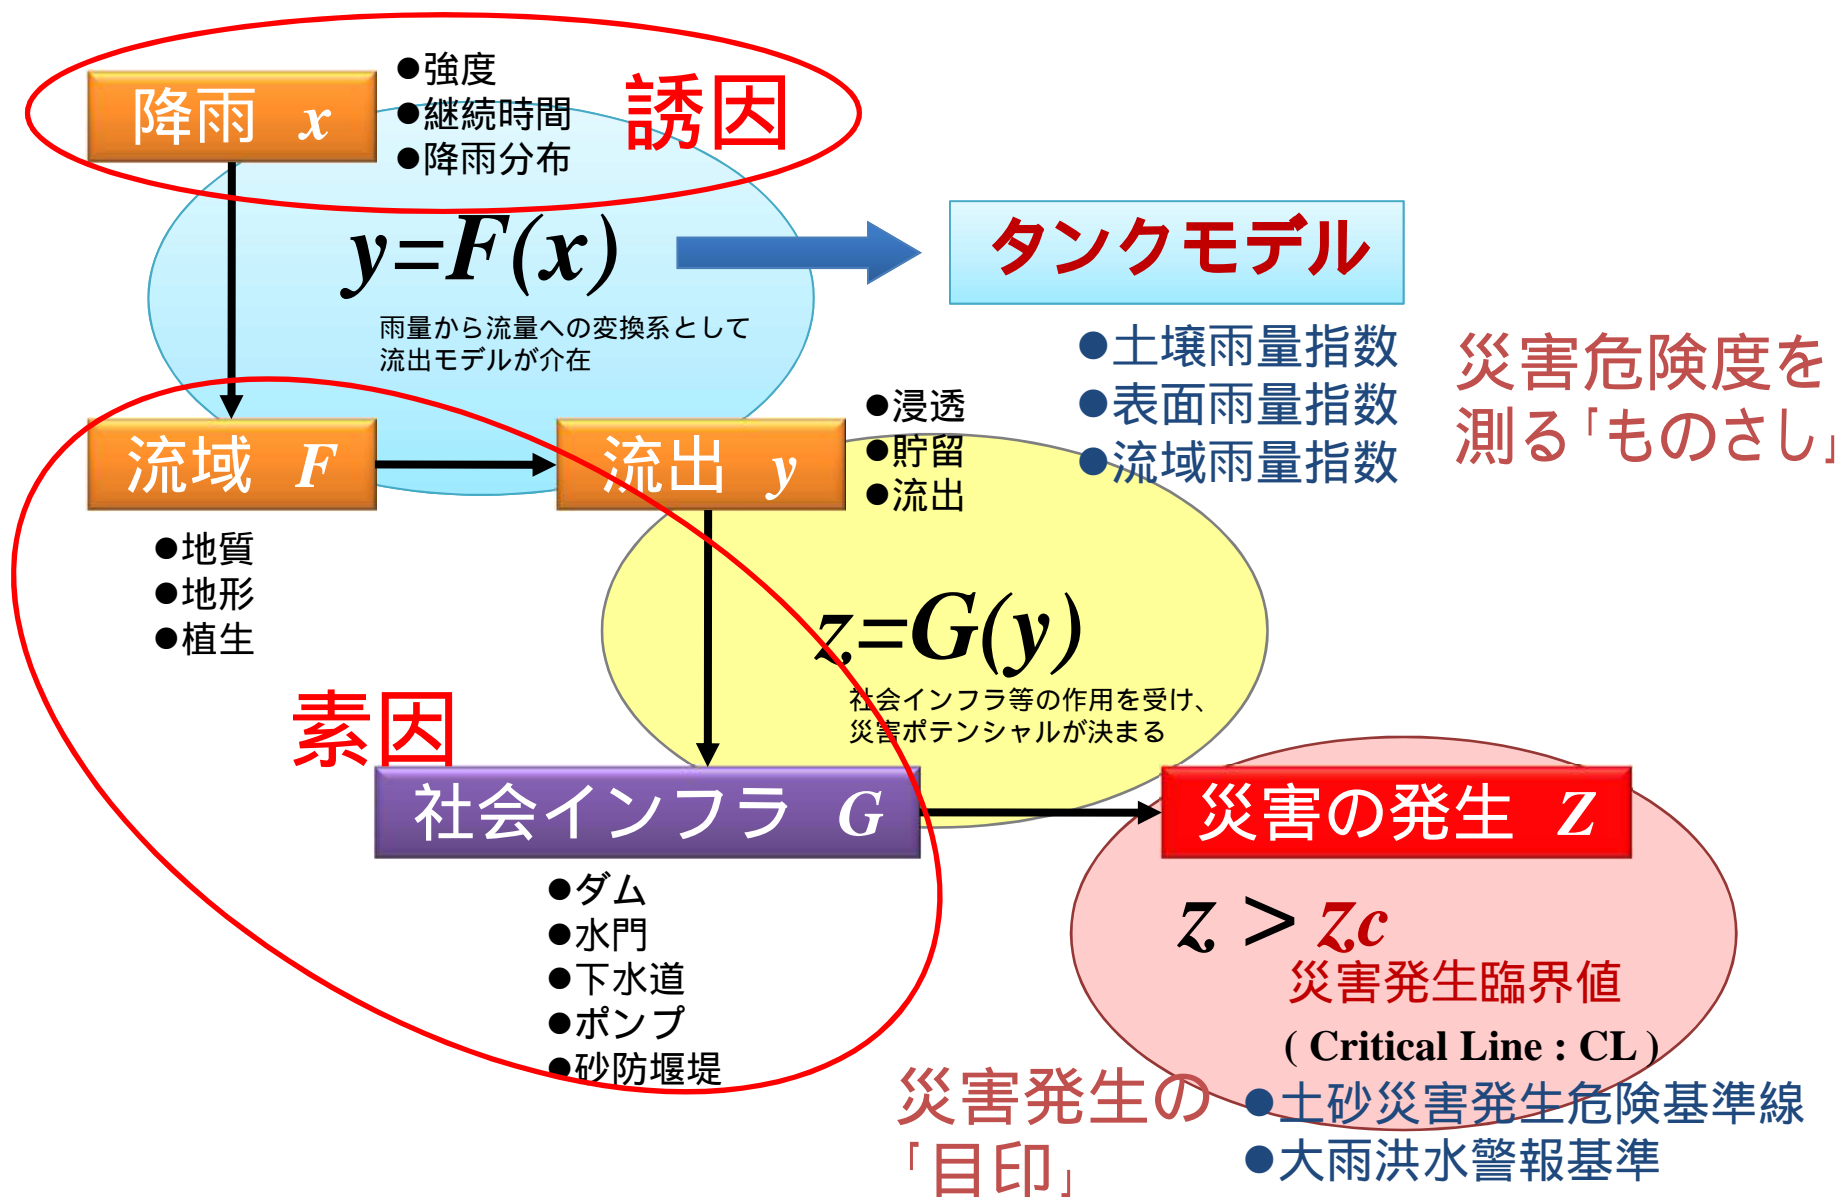 降雨 x
●強度
●継続時間
●降雨分布
誘因
y=F(x)
雨量から流量への変換系として
流出モデルが介在
タンクモデル
●土壌雨量指数
●表面雨量指数
●流域雨量指数
災害危険度を
測る「ものさし」
流域 F
●地質
●地形
●植生
流出 y
●浸透
●貯留
●流出
z=G(y)
社会インフラ等の作用を受け、
災害ポテンシャルが決まる
素因
社会インフラ G
●ダム
●水門
●下水道
●ポンプ
●砂防堰堤
災害の発生 Z
z > zc
災害発生臨界値
( Critical Line : CL )
災害発生の
「目印」
●土砂災害発生危険基準線
●大雨洪水警報基準